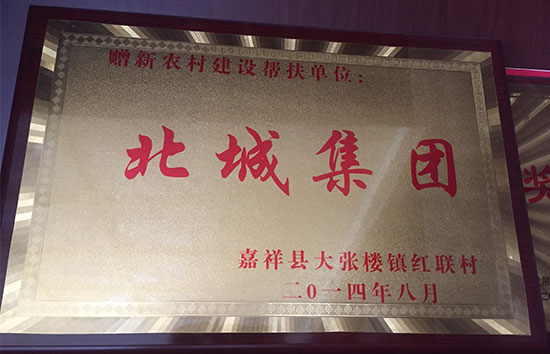 赠新农村建设帮扶单位：
北城集团
嘉祥县大张楼镇红联村
二0一四年八月
奖